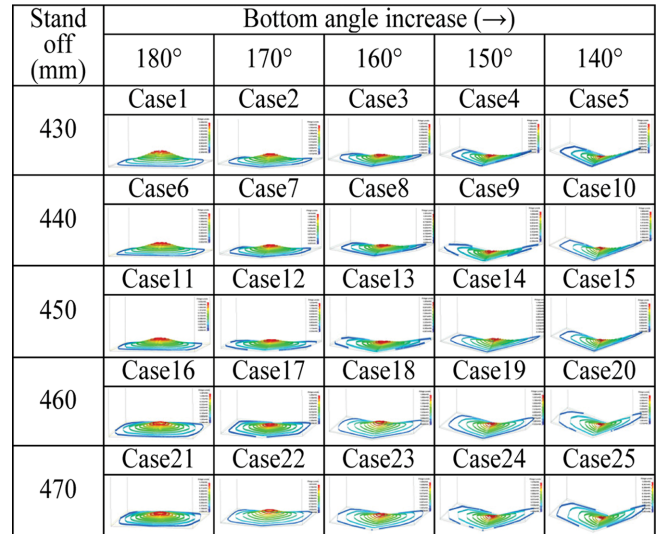 Stand off (mm)
Bottom angle increase (→)
180° 170° 160° 150° 140°
Case1 Case2 Case3 Case4 Case5
430
Case6 Case7 Case8 Case9 Case10
440
Case11 Case12 Case13 Case14 Case15
450
Case16 Case17 Case18 Case19 Case20
460
Case21 Case22 Case23 Case24 Case25
470